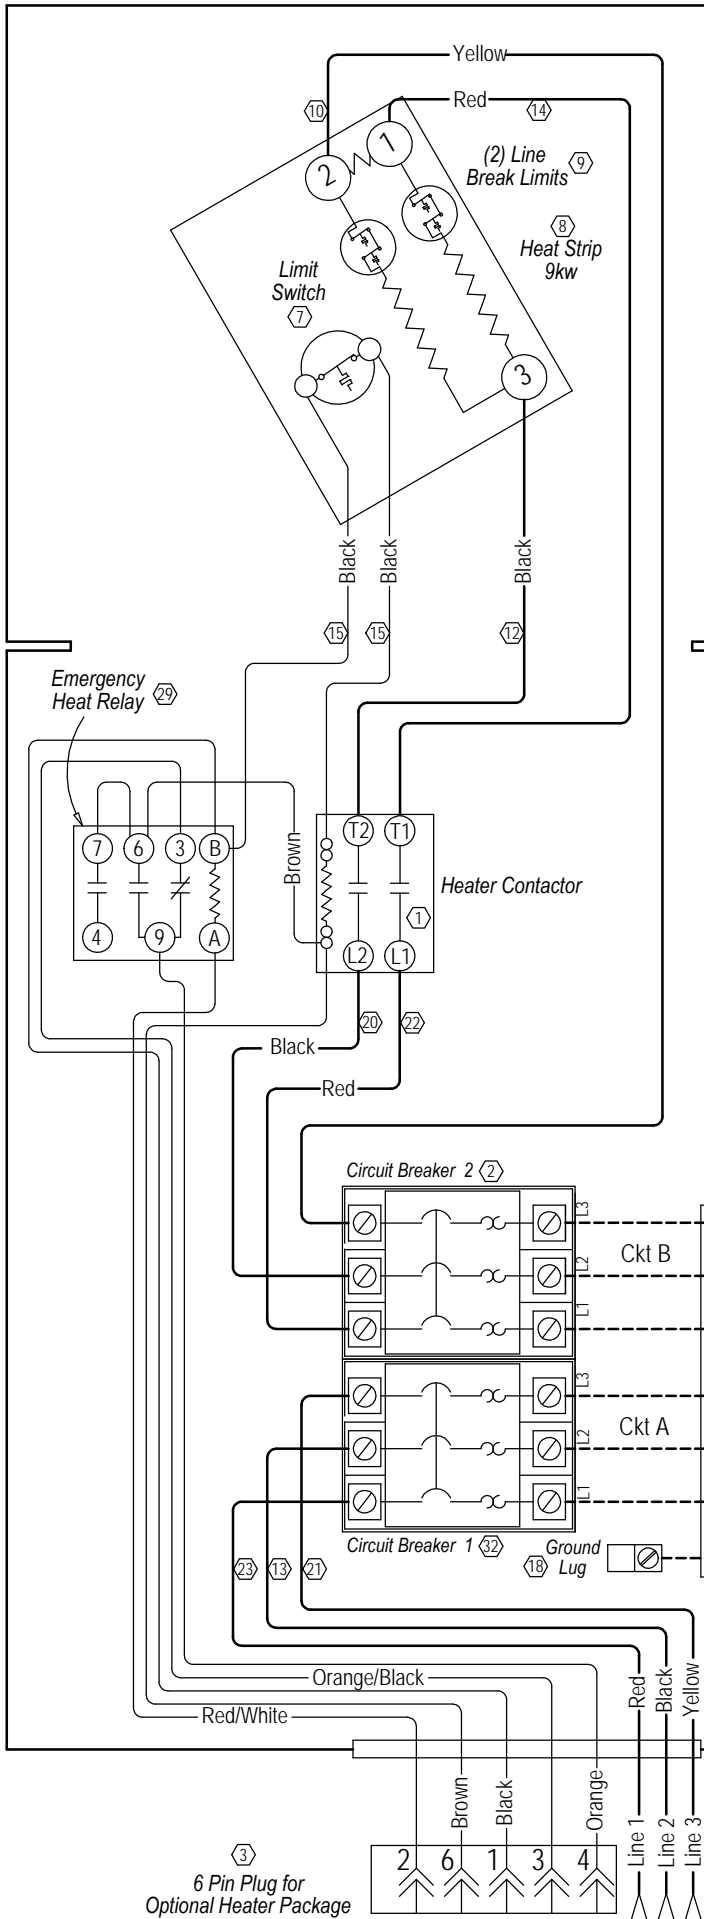 Yellow
Red
10
14
1
2
(2) Line
Break Limits
9
8
Heat Strip
9kw
Limit
Switch
7
3
Black
Black
Black
15
15
12
Emergency
Heat Relay
29
T2
T1
7
6
3
B
Brown
Heater Contactor
1
4
9
A
L2
L1
20
22
Black
Red
Circuit Breaker 2
2
L3
Ckt B
L2
L1
L3
Ckt A
L2
L1
Circuit Breaker 1
32
23
13
21
18
Ground
Lug
Orange/Black
Red/White
Red
Black
Yellow
Brown
Black
Orange
Line 1
Line 2
Line 3
2
6
1
3
4
3
6 Pin Plug for
Optional Heater Package